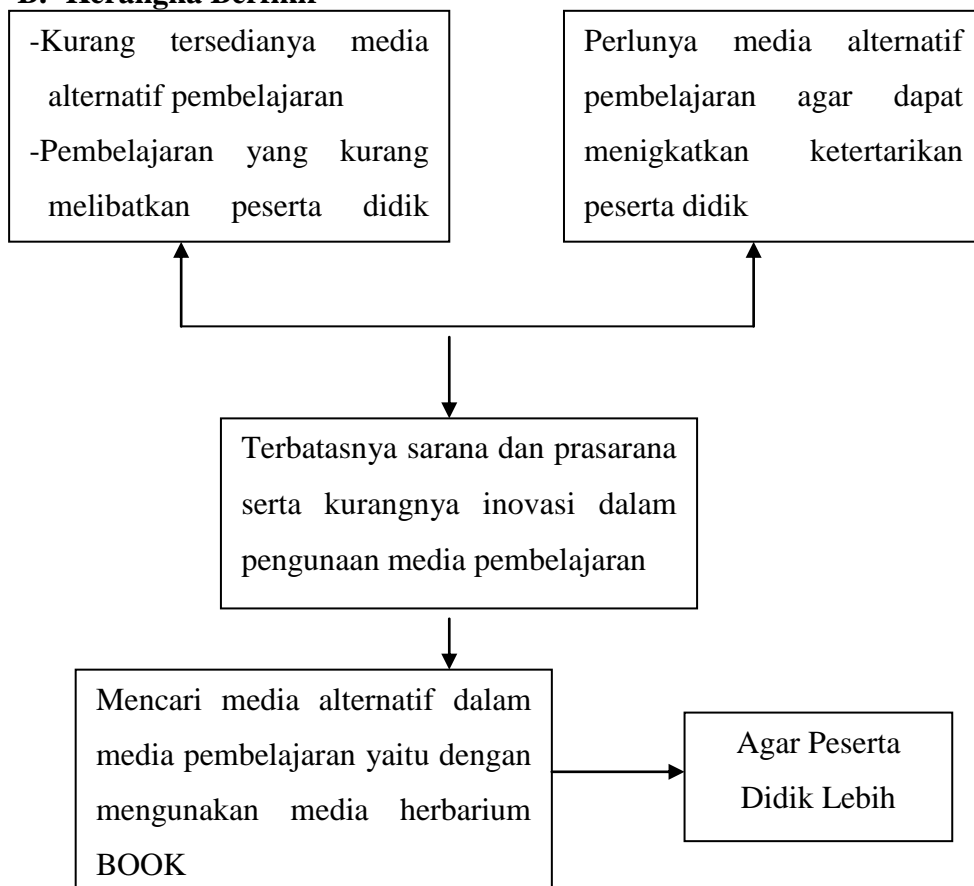 B. Kerangka Berfikir
-Kurang tersedianya media
alternatif pembelajaran
-Pembelajaran yang kurang
melibatkan peserta didik
Perlunya media alternatif
pembelajaran agar dapat
menigkatkan ketertarikan
peserta didik
Terbatasnya sarana dan prasarana
serta kurangnya inovasi dalam
pengunaan media pembelajaran
Mencari media alternatif dalam
media pembelajaran yaitu dengan
mengunakan media herbarium
BOOK
Agar Peserta
Didik Lebih